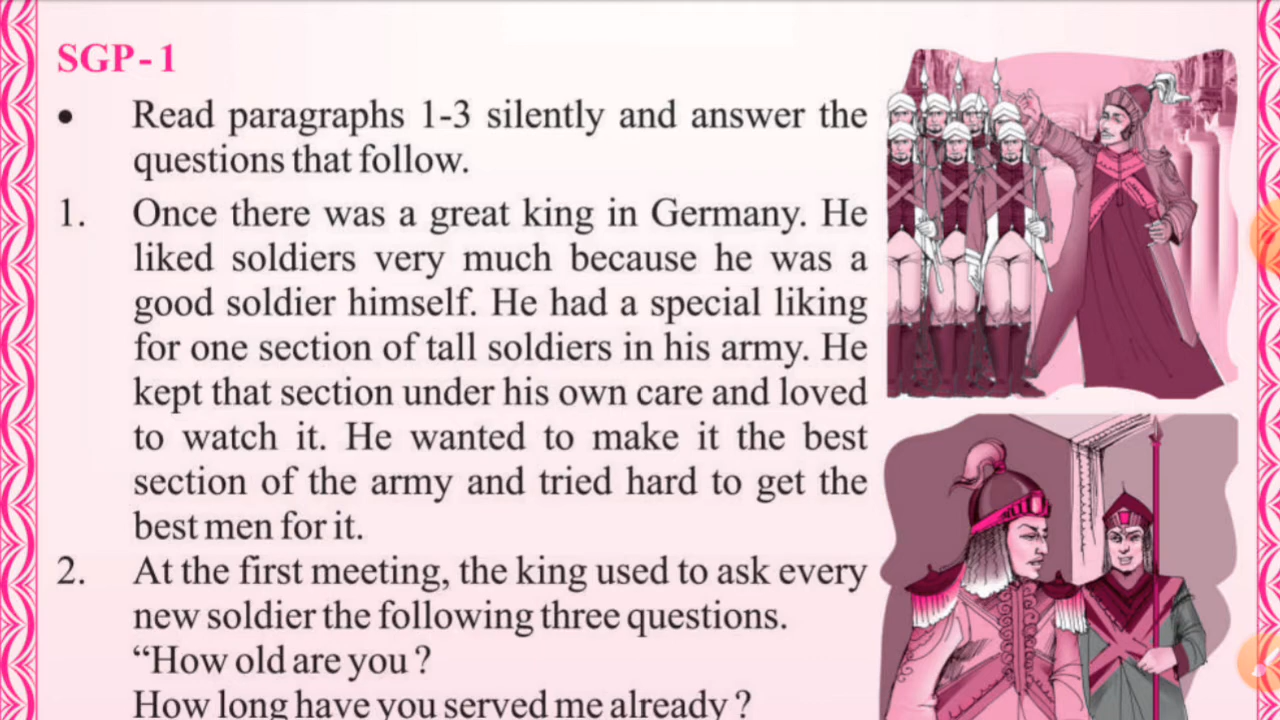 SGP-1
• Read paragraphs 1-3 silently and answer the
questions that follow.
1. Once there was a great king in Germany. He
liked soldiers very much because he was a
good soldier himself. He had a special liking
for one section of tall soldiers in his army. He
kept that section under his own care and loved
to watch it. He wanted to make it the best
section of the army and tried hard to get the
best men for it.
2. At the first meeting, the king used to ask every
new soldier the following three questions.
“How old are you ?
How long have you served me already ?